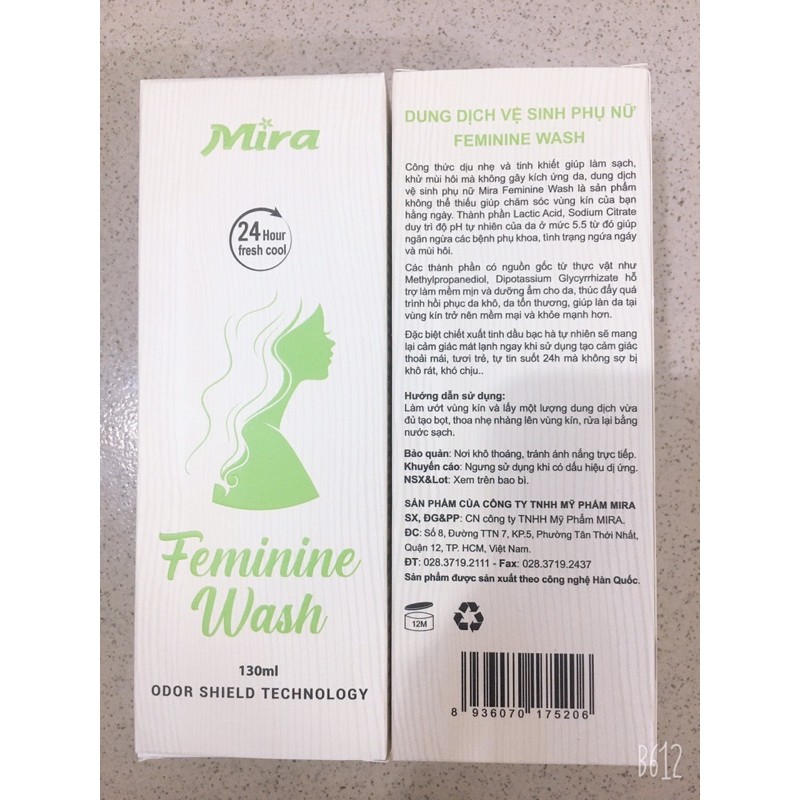 Mira
24 Hour
fresh cool
Feminine
Wash
130ml
ODOR SHIELD TECHNOLOGY
DUNG DỊCH VỆ SINH PHỤ NỮ
FEMININE WASH
Công thức dịu nhẹ và tinh khiết giúp làm sạch,
khử mùi hôi mà không gây kích ứng da, dung dịch
vệ sinh phụ nữ Mira Feminine Wash là sản phẩm
không thể thiếu giúp chăm sóc vùng kín của bạn
hằng ngày. Thành phần Lactic Acid, Sodium Citrate
duy trì độ pH tự nhiên của da ở mức 5.5 từ đó giúp
ngăn ngừa các bệnh phụ khoa, tình trạng ngứa ngáy
và mùi hôi.
Các thành phần có nguồn gốc từ thực vật như
Methylpropanediol, Dipotassium Glycyrrhizate hỗ
trợ làm mềm mịn và dưỡng ẩm cho da, thúc đẩy quá
trình hồi phục da khô, da tổn thương, giúp làn da tại
vùng kín trở nên mềm mại và khỏe mạnh hơn.
Đặc biệt chiết xuất tinh dầu bạc hà tự nhiên sẽ mang
lại cảm giác mát lạnh ngay khi sử dụng tạo cảm giác
thoải mái, tươi trẻ, tự tin suốt 24h mà không sợ bị
khô rát, khó chịu..
Hướng dẫn sử dụng:
Làm ướt vùng kín và lấy một lượng dung dịch vừa
đủ tạo bọt, thoa nhẹ nhàng lên vùng kín, rửa lại bằng
nước sạch.
Bảo quản: Nơi khô thoáng, tránh ánh nắng trực tiếp.
Khuyến cáo: Ngưng sử dụng khi có dấu hiệu dị ứng.
NSX&Lot: Xem trên bao bì.
SẢN PHẨM CỦA CÔNG TY TNHH MỸ PHẨM MIRA
SX, ĐG&PP: CN công ty TNHH Mỹ Phẩm MIRA.
ĐC: Số 8, Đường TTN 7, KP.5, Phường Tân Thới Nhất,
Quận 12, TP. HCM, Việt Nam.
ĐT: 028.3719.2111 - Fax: 028.3719.2437
Sản phẩm được sản xuất theo công nghệ Hàn Quốc.
12M
8 936070 175206
B612